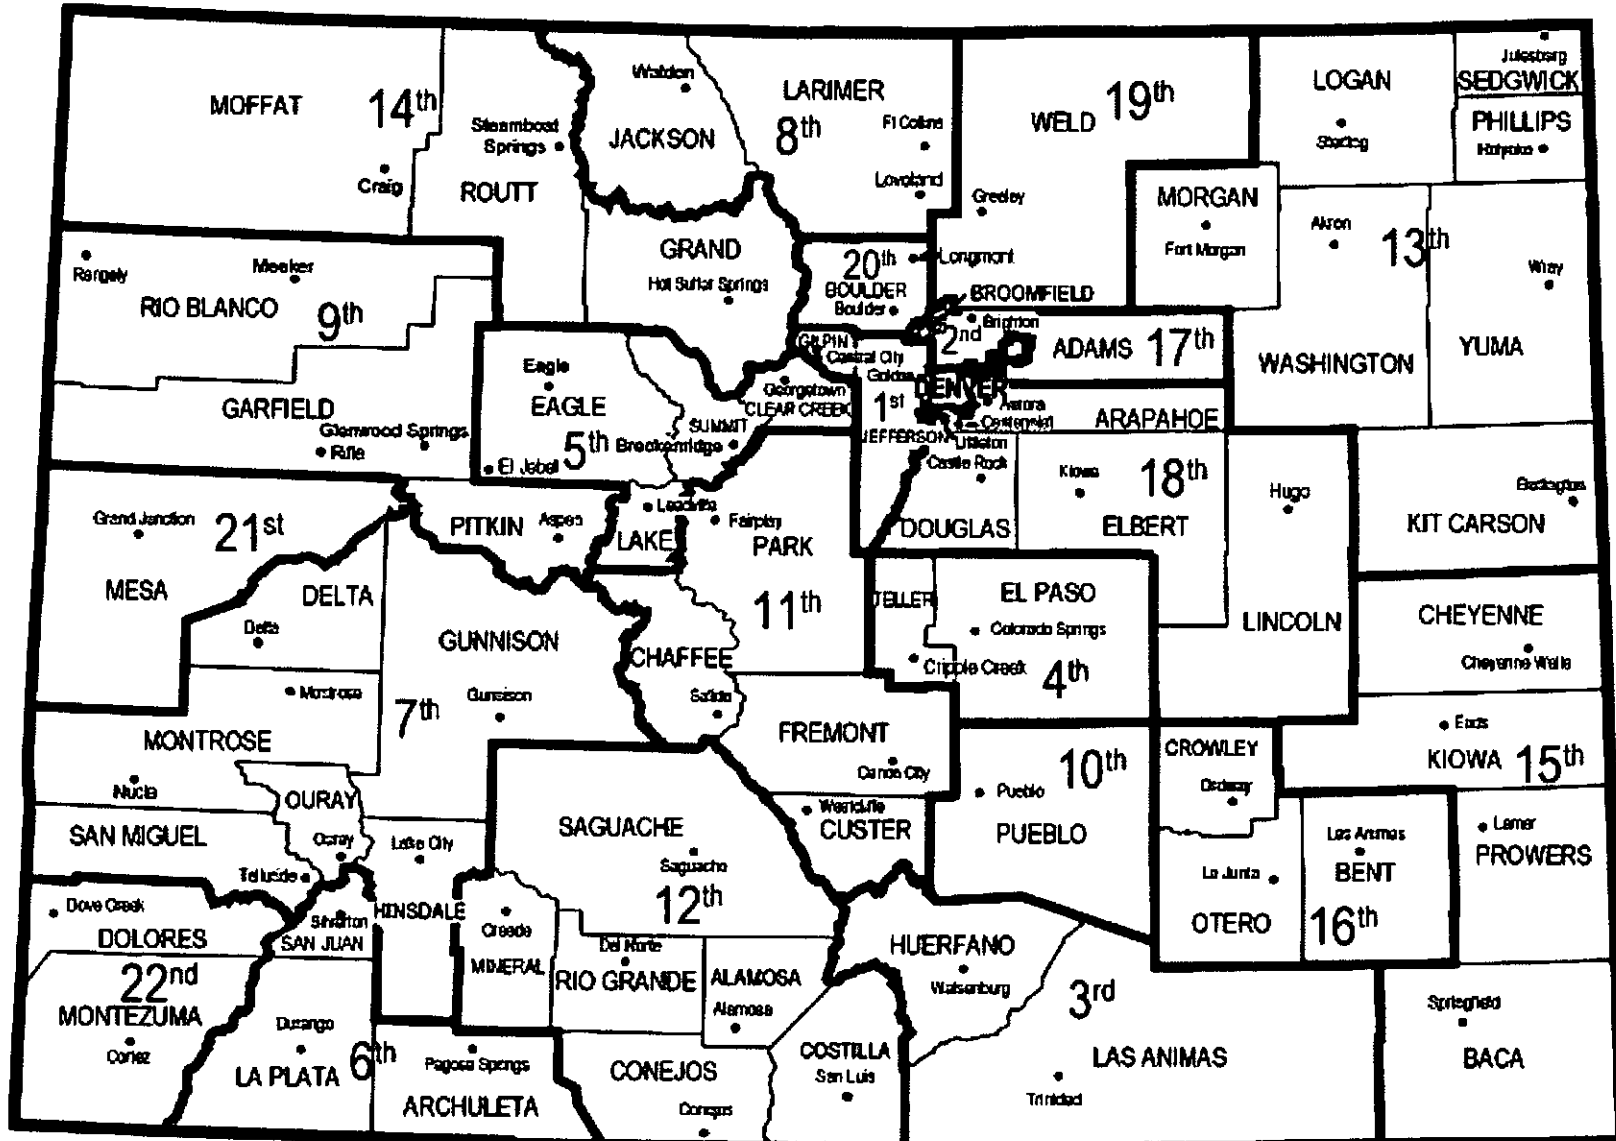 MOFFAT
14th
Craig
Steamboat
Springs
ROUTT
Walden
JACKSON
LARIMER
8th
Ft Collins
Loveland
WELD
19th
Greeley
LOGAN
Sterling
Julesburg
SEDGWICK
PHILLIPS
Holyoke
MORGAN
Fort Morgan
Akron
13th
Wray
WASHINGTON
YUMA
Rangely
Meeker
RIO BLANCO
9th
GRAND
Hot Sulfur Springs
20th
BOULDER
Boulder
Longmont
BROOMFIELD
2nd
Brighton
ADAMS
17th
GILPIN
Central City
Golden
DENVER
1st
JEFFERSON
Aurora
Centennial
Littleton
ARAPAHOE
GARFIELD
Glenwood Springs
Rifle
Eagle
EAGLE
5th
El Jebel
SUMMIT
Breckenridge
Georgetown
CLEAR CREEK
Castle Rock
DOUGLAS
Kiowa
18th
ELBERT
Hugo
LINCOLN
Burlington
KIT CARSON
Grand Junction
21st
MESA
PITKIN
Aspen
Leadville
LAKE
Fairplay
PARK
11th
DELTA
Delta
GUNNISON
Gunnison
CHAFFEE
Salida
TELLER
Cripple Creek
EL PASO
Colorado Springs
4th
CHEYENNE
Cheyenne Wells
Montrose
7th
MONTROSE
Nucla
FREMONT
Canon City
10th
Pueblo
PUEBLO
CROWLEY
Ordway
Eads
KIOWA
15th
OURAY
Ouray
SAN MIGUEL
Telluride
Lake City
HINSDALE
SAGUACHE
Saguache
12th
Westcliffe
CUSTER
La Junta
OTERO
Las Animas
BENT
16th
Lamar
PROWERS
Dove Creek
DOLORES
22nd
MONTEZUMA
Cortez
Silverton
SAN JUAN
Durango
LA PLATA
6th
Creede
MINERAL
Del Norte
RIO GRANDE
ALAMOSA
Alamosa
HUERFANO
Walsenburg
3rd
LAS ANIMAS
Trinidad
Pagosa Springs
ARCHULETA
CONEJOS
Conejos
COSTILLA
San Luis
Springfield
BACA